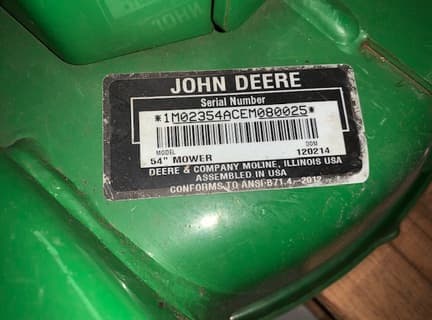 JOHN DEERE
Serial Number
*1M02354ACEM080025*
MODEL DOM
54" MOWER 120214
DEERE & COMPANY MOLINE, ILLINOIS USA
ASSEMBLED IN USA
CONFORMS TO ANSI-B71.4-2012